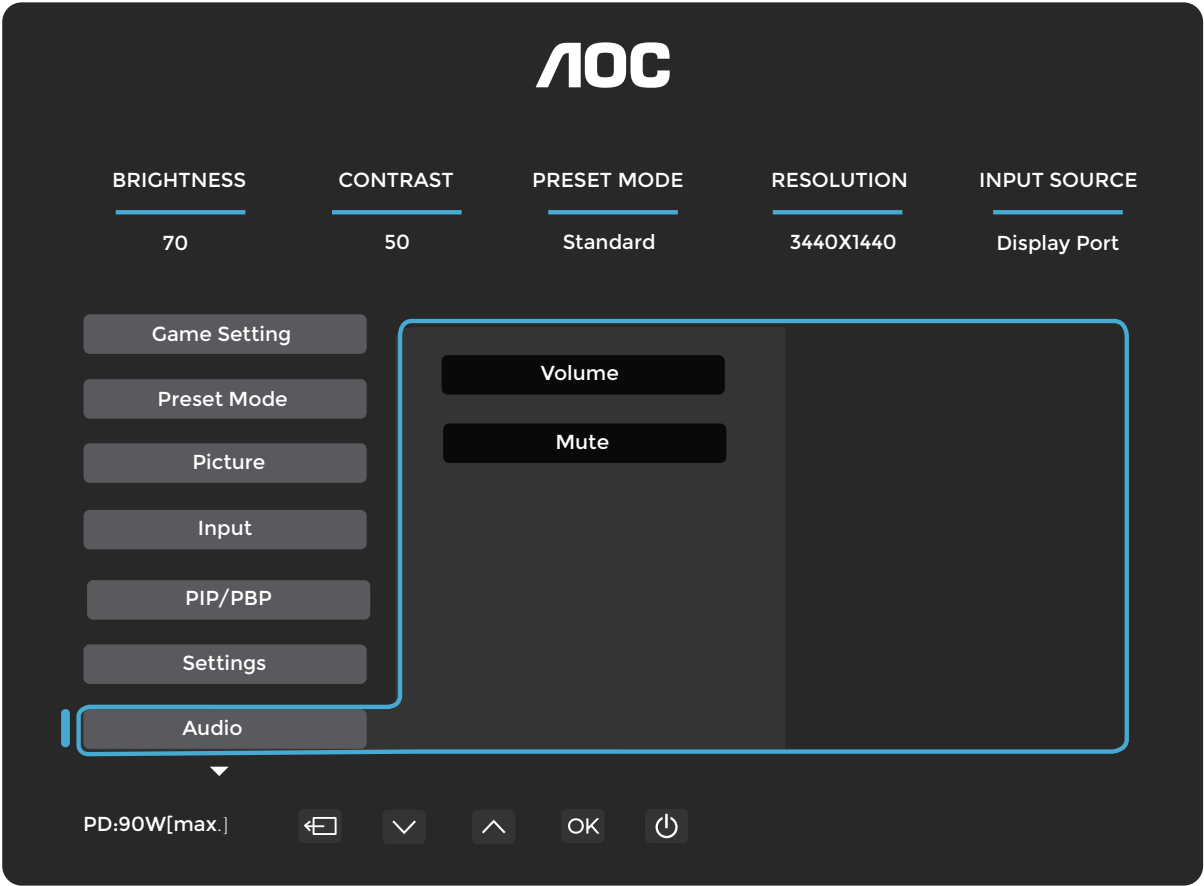 AOC
BRIGHTNESS CONTRAST PRESET MODE RESOLUTION INPUT SOURCE
70 50 Standard 3440X1440 Display Port
Game Setting
Preset Mode
Picture
Input
PIP/PBP
Settings
Audio
Volume
Mute
PD:90W[max.]
OK